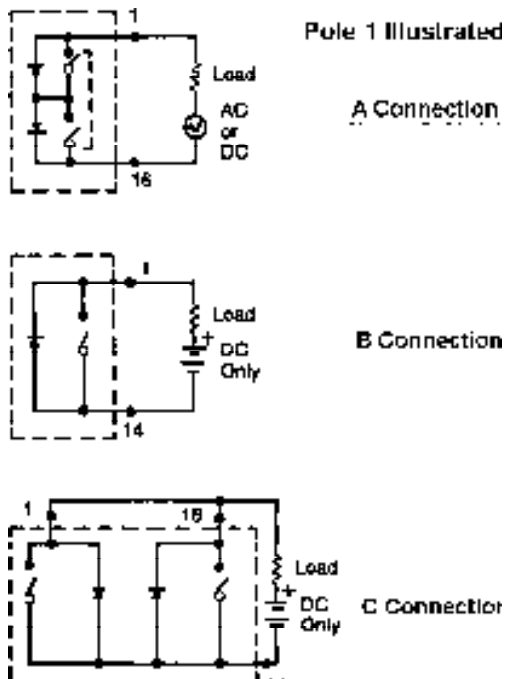 1
Pole 1 Illustrated
Load
A Connection
AC
or
DC
16
1
Load
+
DC
Only
B Connection
14
1
16
Load
+
DC
Only
C Connection